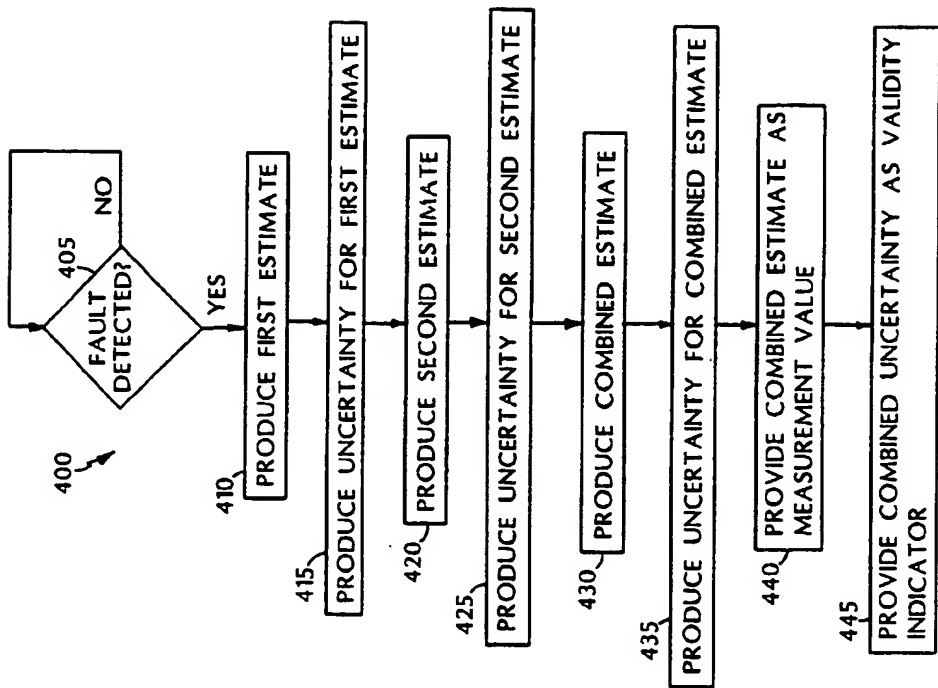 400
FAULT
DETECTED?
405
NO
YES
410
PRODUCE FIRST ESTIMATE
415
PRODUCE UNCERTAINTY FOR FIRST ESTIMATE
420
PRODUCE SECOND ESTIMATE
425
PRODUCE UNCERTAINTY FOR SECOND ESTIMATE
430
PRODUCE COMBINED ESTIMATE
435
PRODUCE UNCERTAINTY FOR COMBINED ESTIMATE
440
PROVIDE COMBINED ESTIMATE AS
MEASUREMENT VALUE
445
PROVIDE COMBINED UNCERTAINTY AS VALIDITY
INDICATOR